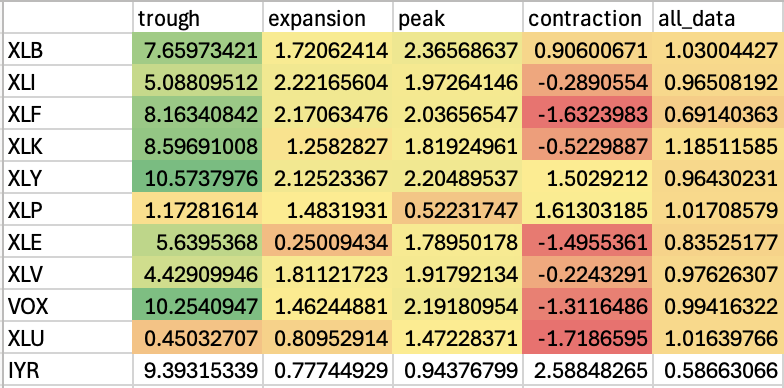 trough expansion peak contraction all_data
XLB 7.65973421 1.72062414 2.36568637 0.90600671 1.03004427
XLI 5.08809512 2.22165604 1.97264146 -0.2890554 0.96508192
XLF 8.16340842 2.17063476 2.03656547 -1.6323983 0.69140363
XLK 8.59691008 1.2582827 1.81924961 -0.5229887 1.18511585
XLY 10.5737976 2.12523367 2.20489537 1.5029212 0.96430231
XLP 1.17281614 1.4831931 0.52231747 1.61303185 1.01708579
XLE 5.6395368 0.25009434 1.78950178 -1.4955361 0.83525177
XLV 4.42909946 1.81121723 1.91792134 -0.2243291 0.97626307
VOX 10.2540947 1.46244881 2.19180954 -1.3116486 0.99416322
XLU 0.45032707 0.80952914 1.47228371 -1.7186595 1.01639766
IYR 9.39315339 0.77744929 0.94376799 2.58848265 0.58663066